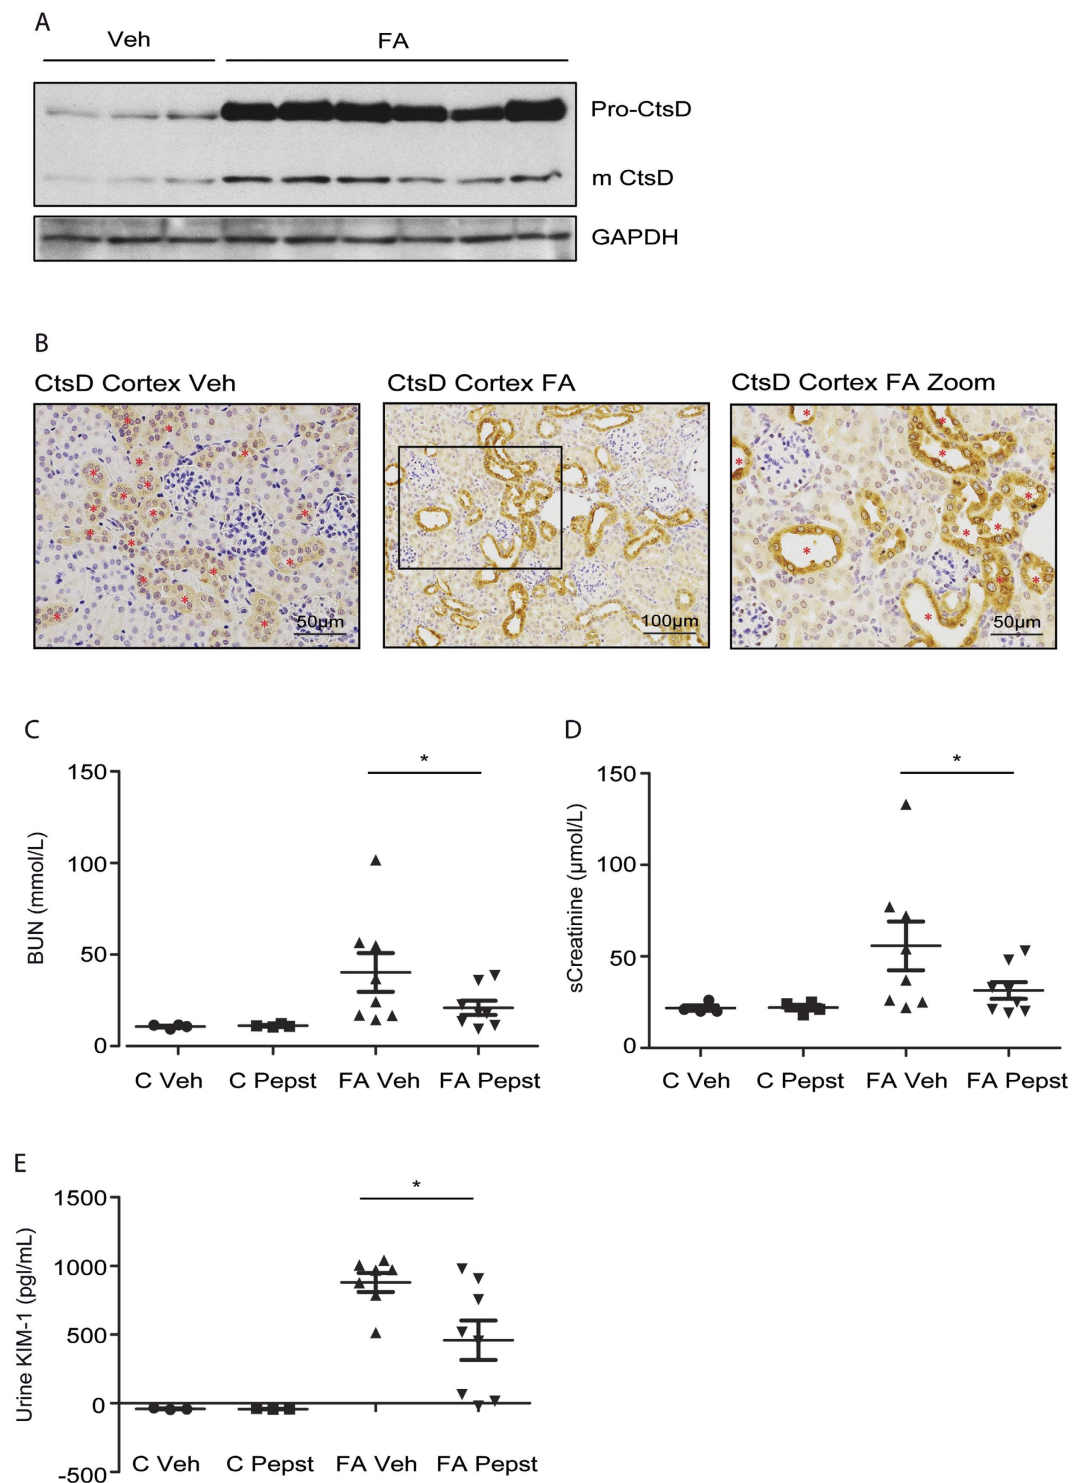 A
Veh FA
Pro-CtsD
m CtsD
GAPDH
B
CtsD Cortex Veh CtsD Cortex FA CtsD Cortex FA Zoom
50µm 100µm 50µm
C
BUN (mmol/L)
150
100
50
0
*
C Veh C Pepst FA Veh FA Pepst
D
sCreatinine (µmol/L)
150
100
50
0
*
C Veh C Pepst FA Veh FA Pepst
E
Urine KIM-1 (pgl/mL)
1500
1000
500
0
-500
*
C Veh C Pepst FA Veh FA Pepst